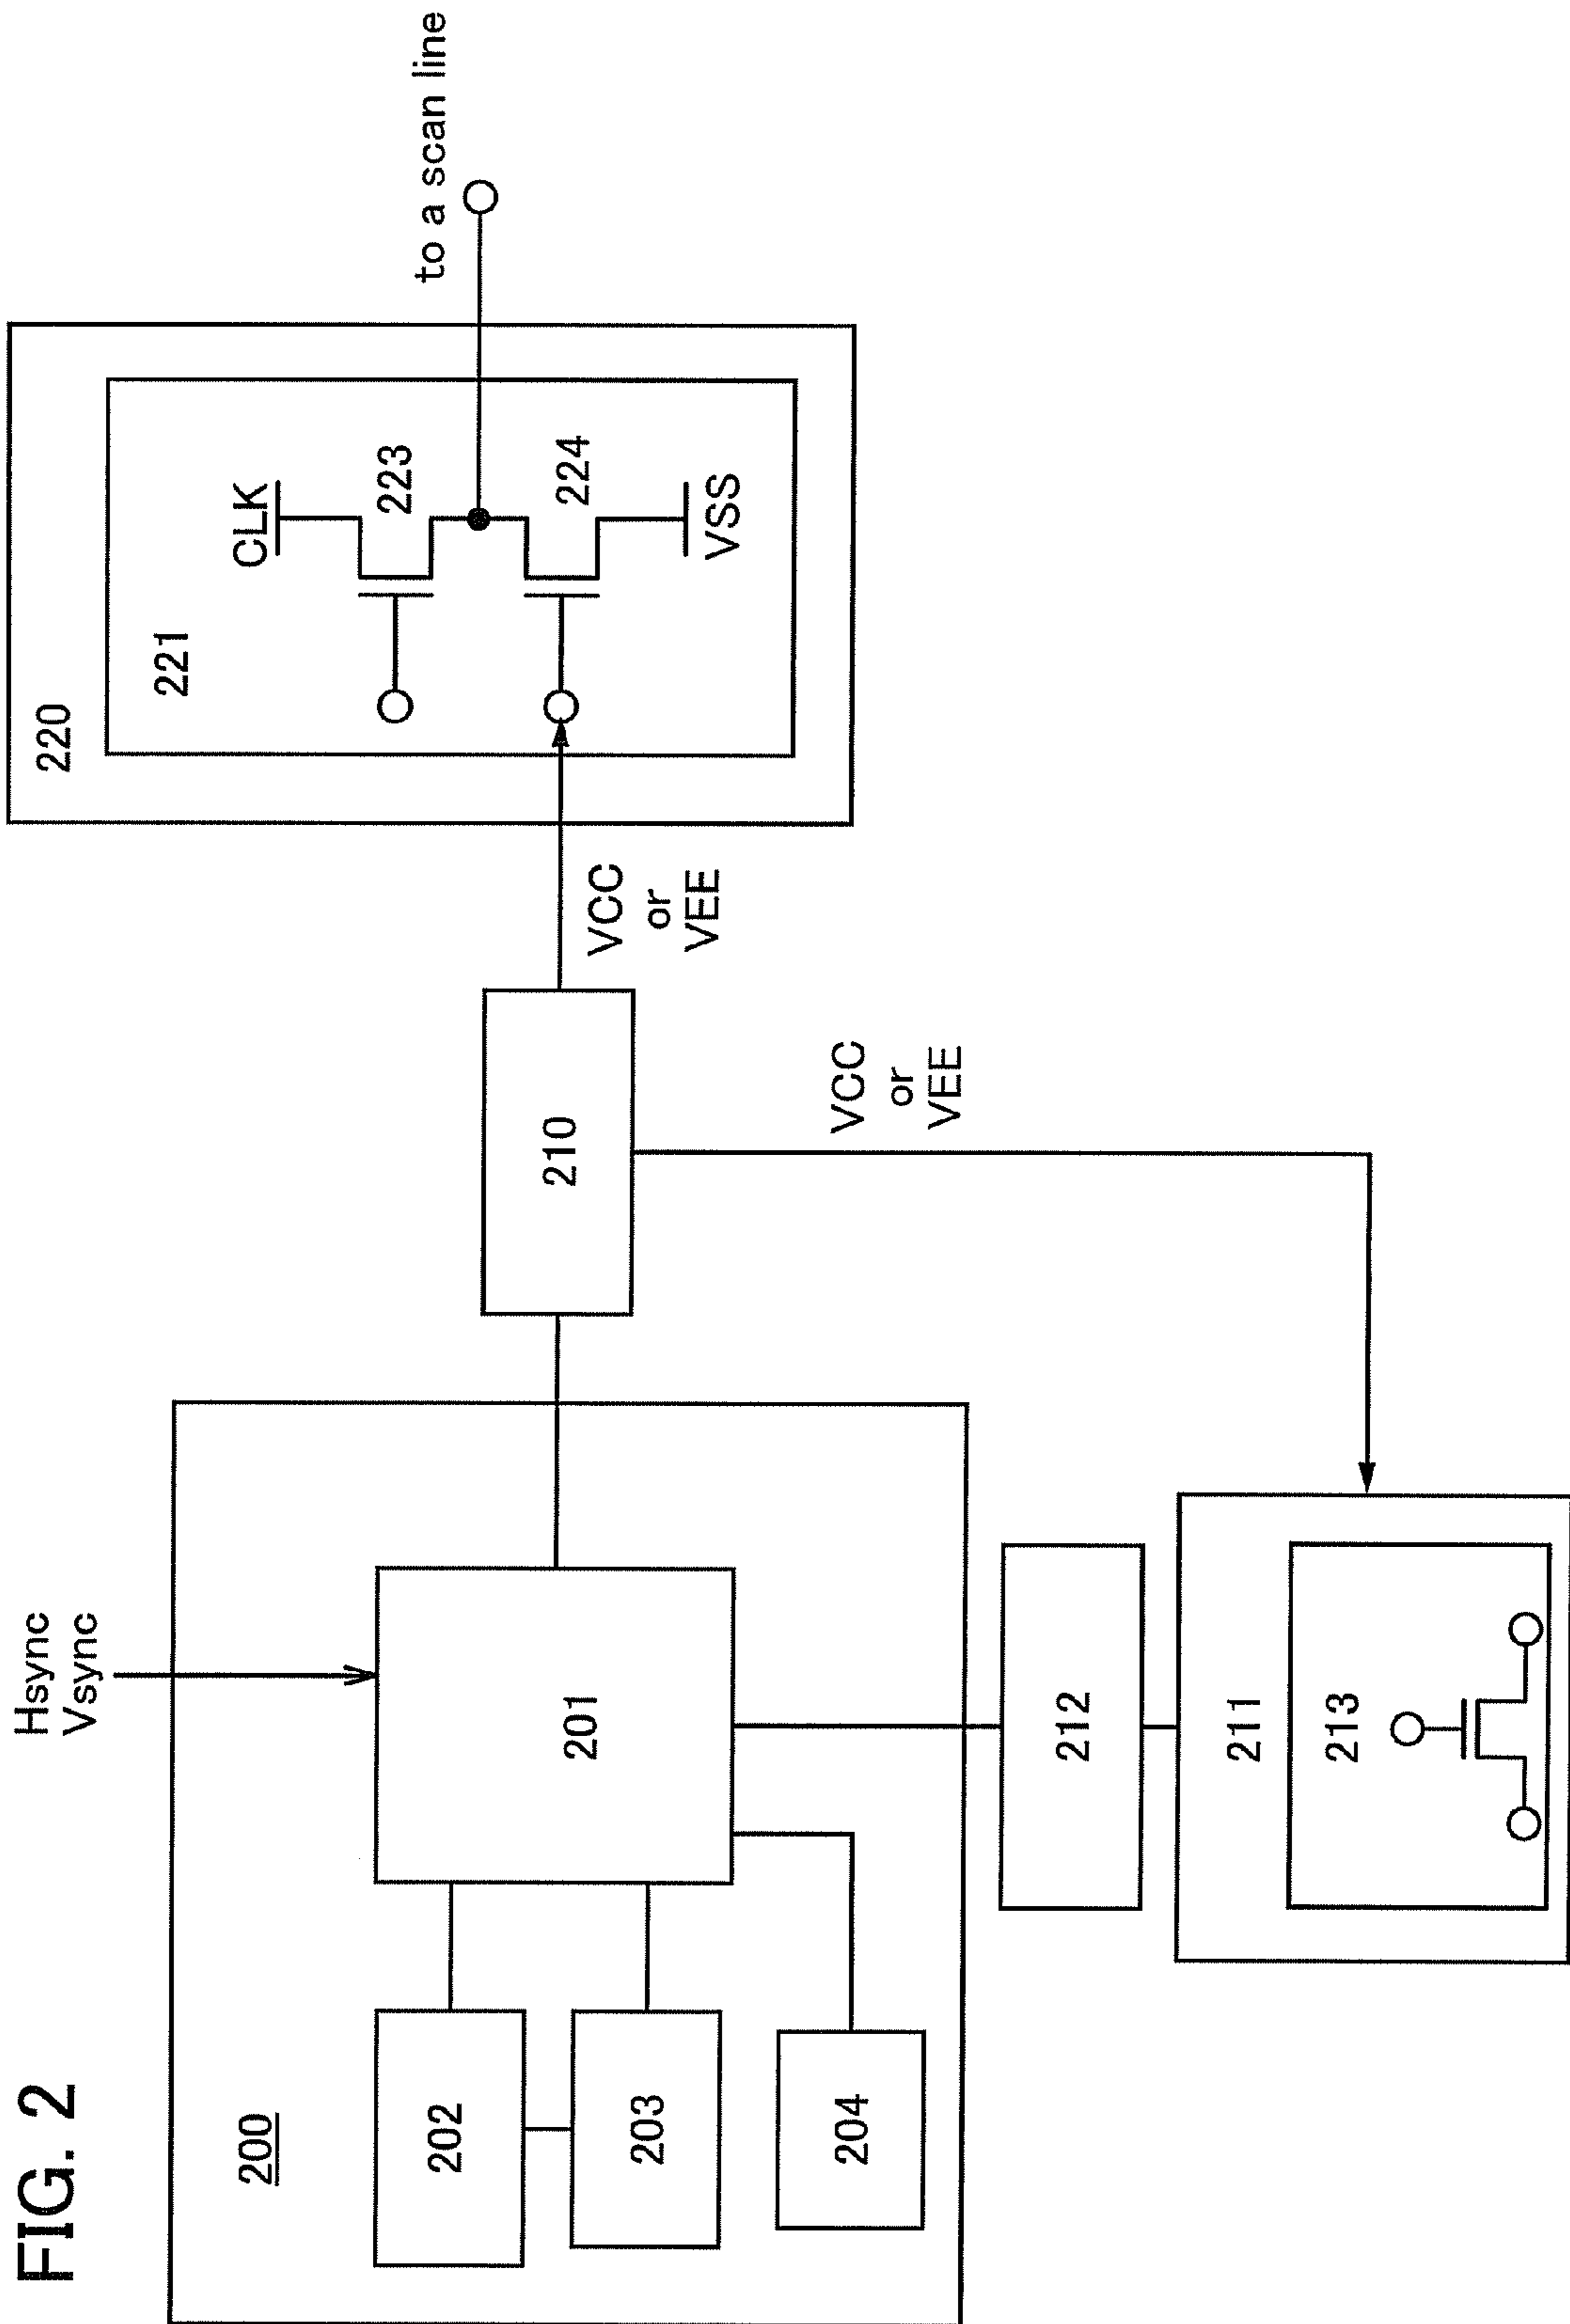 FIG. 2
Hsync
Vsync
200
201
202
203
204
210
VCC
or
VEE
VCC
or
VEE
212
211
213
220
221
CLK
223
224
VSS
to a scan line